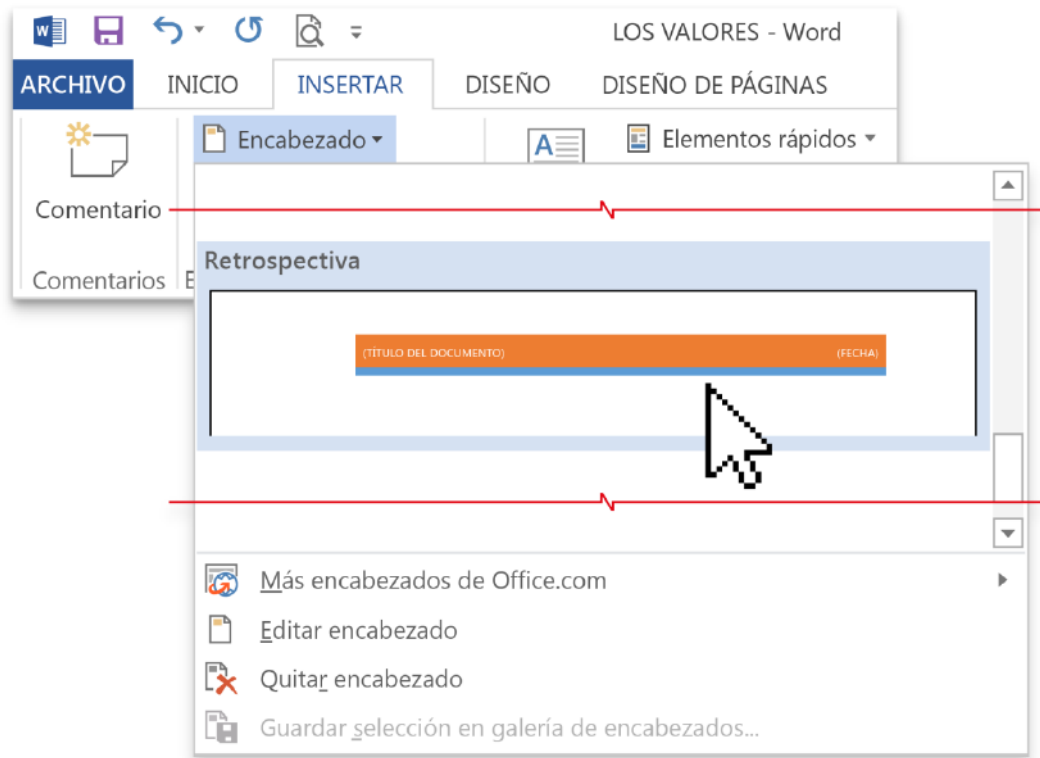 LOS VALORES - Word
ARCHIVO INICIO INSERTAR DISEÑO DISEÑO DE PÁGINAS
Encabezado Elementos rápidos
A
Comentario
Comentarios E
Retrospectiva
(TÍTULO DEL DOCUMENTO) (FECHA)
Más encabezados de Office.com
Editar encabezado
Quitar encabezado
Guardar selección en galería de encabezados...